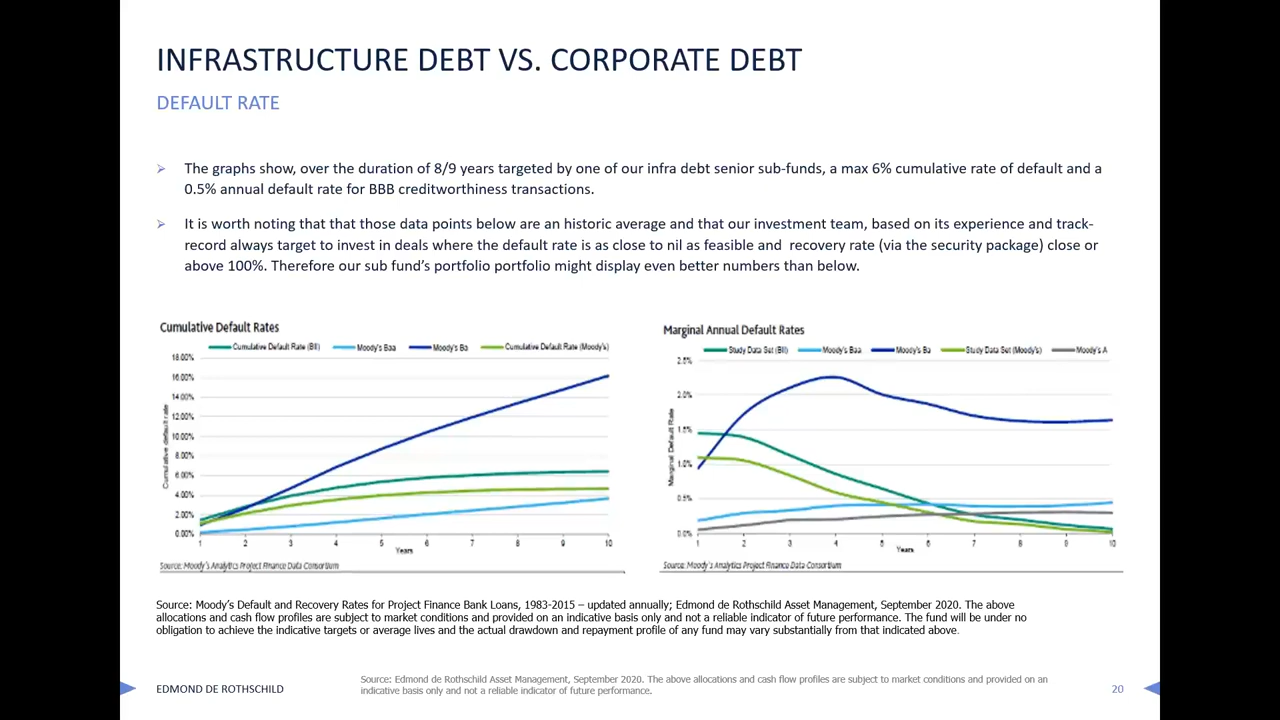 INFRASTRUCTURE DEBT VS. CORPORATE DEBT
DEFAULT RATE
The graphs show, over the duration of 8/9 years targeted by one of our infra debt senior sub-funds, a max 6% cumulative rate of default and a
0.5% annual default rate for BBB creditworthiness transactions.
It is worth noting that that those data points below are an historic average and that our investment team, based on its experience and track-
record always target to invest in deals where the default rate is as close to nil as feasible and recovery rate (via the security package) close or
above 100%. Therefore our sub fund's portfolio portfolio might display even better numbers than below.
Cumulative Default Rates
Cumulative Default Rate (BII) Moody's Baa Moody's Ba Cumulative Default Rate (Moody's)
18.00%
16.00%
14.00%
12.00%
10.00%
8.00%
6.00%
4.00%
2.00%
0.00%
Cumulative default rate
1 2 3 4 5 6 7 8 9 10
Years
Source: Moody's Analytics Project Finance Data Consortium
Marginal Annual Default Rates
Study Data Set (BII) Moody's Baa Moody's Ba Study Data Set (Moody's) Moody's A
2.5%
2.0%
1.5%
1.0%
0.5%
0.0%
Marginal Default Rate
1 2 3 4 5 6 7 8 9 10
Years
Source: Moody's Analytics Project Finance Data Consortium
Source: Moody's Default and Recovery Rates for Project Finance Bank Loans, 1983-2015 – updated annually; Edmond de Rothschild Asset Management, September 2020. The above
allocations and cash flow profiles are subject to market conditions and provided on an indicative basis only and not a reliable indicator of future performance. The fund will be under no
obligation to achieve the indicative targets or average lives and the actual drawdown and repayment profile of any fund may vary substantially from that indicated above.
EDMOND DE ROTHSCHILD
Source: Edmond de Rothschild Asset Management, September 2020. The above allocations and cash flow profiles are subject to market conditions and provided on an
indicative basis only and not a reliable indicator of future performance.
20